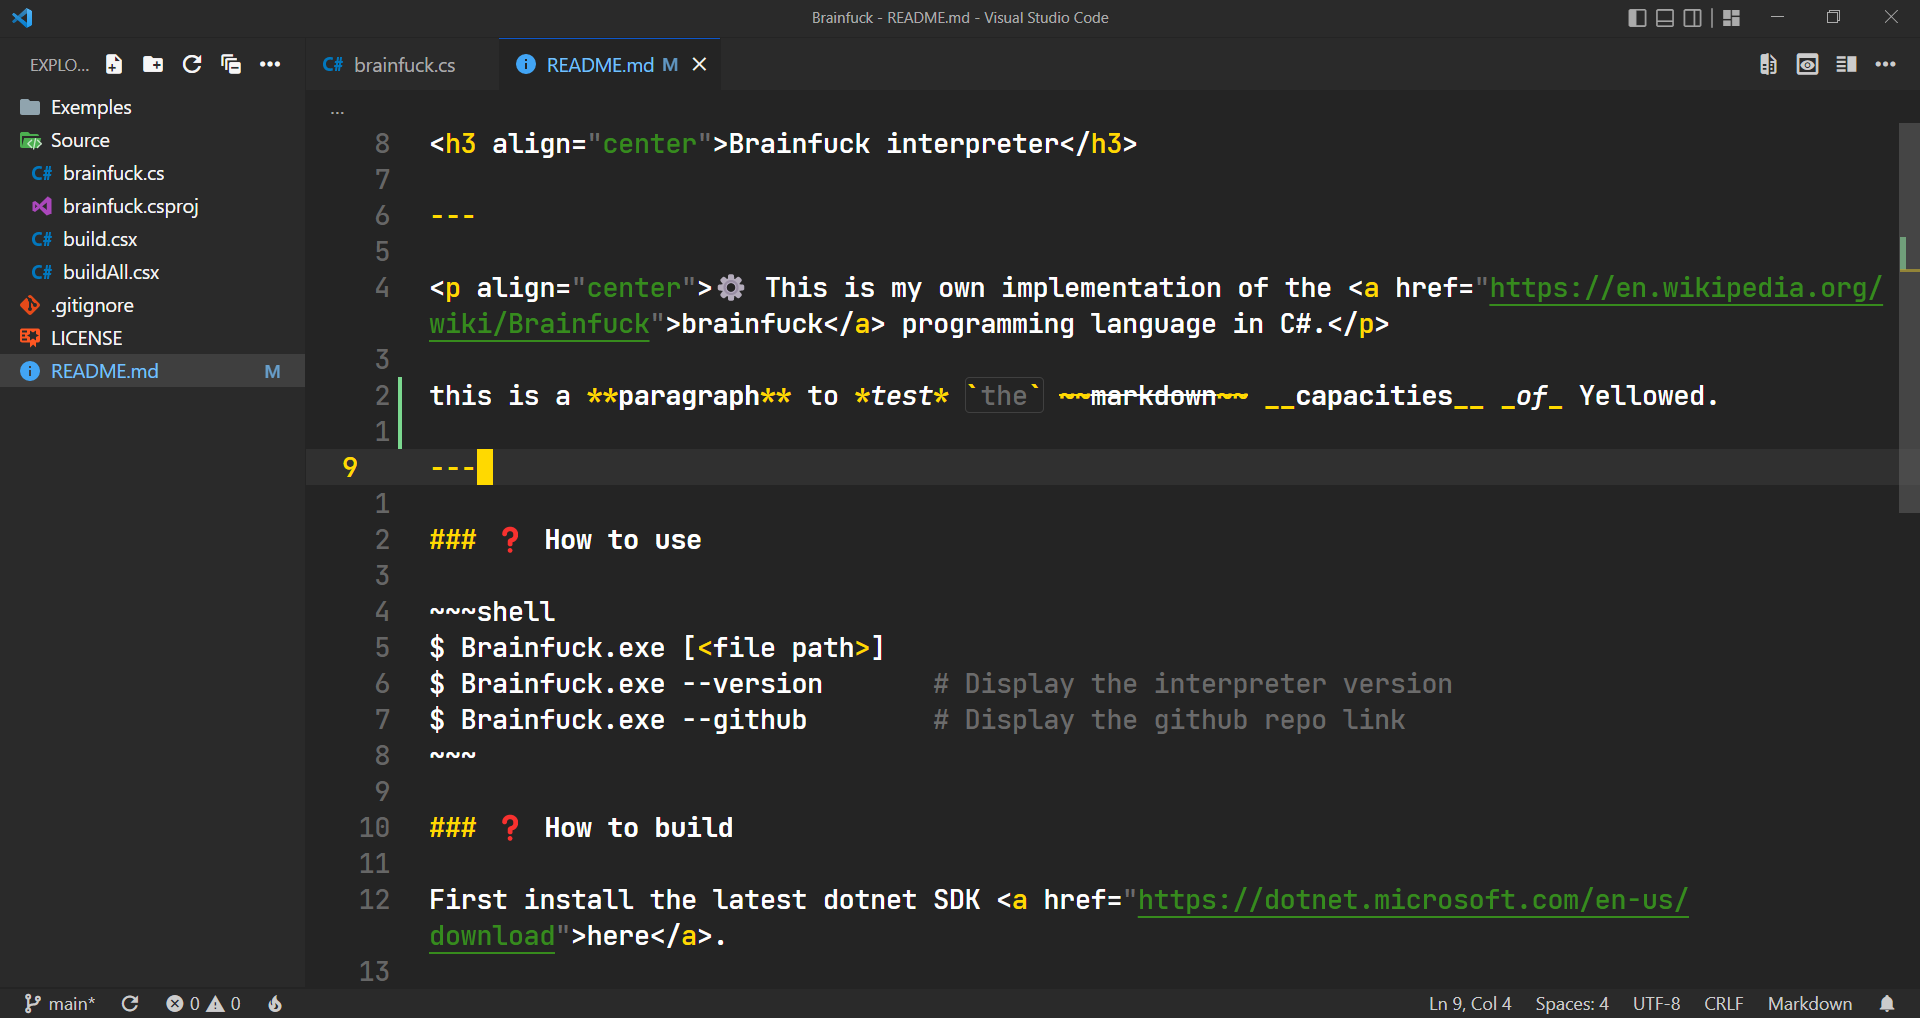 Brainfuck - README.md - Visual Studio Code
EXPLO...
C# brainfuck.cs
README.md M
Exemples
Source
C# brainfuck.cs
brainfuck.csproj
C# build.csx
C# buildAll.csx
.gitignore
LICENSE
README.md M
...
8 <h3 align="center">Brainfuck interpreter</h3>
7
6 ---
5
4 <p align="center">⚙️ This is my own implementation of the <a href="https://en.wikipedia.org/
wiki/Brainfuck">brainfuck</a> programming language in C#.</p>
3
2 this is a **paragraph** to *test* `the` ~~markdown~~ __capacities__ _of_ Yellowed.
1
9 ---
1
2 ### ❓ How to use
3
4 ~~~shell
5 $ Brainfuck.exe [<file path>]
6 $ Brainfuck.exe --version       # Display the interpreter version
7 $ Brainfuck.exe --github        # Display the github repo link
8 ~~~
9
10 ### ❓ How to build
11
12 First install the latest dotnet SDK <a href="https://dotnet.microsoft.com/en-us/
download">here</a>.
13
main* 0 0 Ln 9, Col 4 Spaces: 4 UTF-8 CRLF Markdown